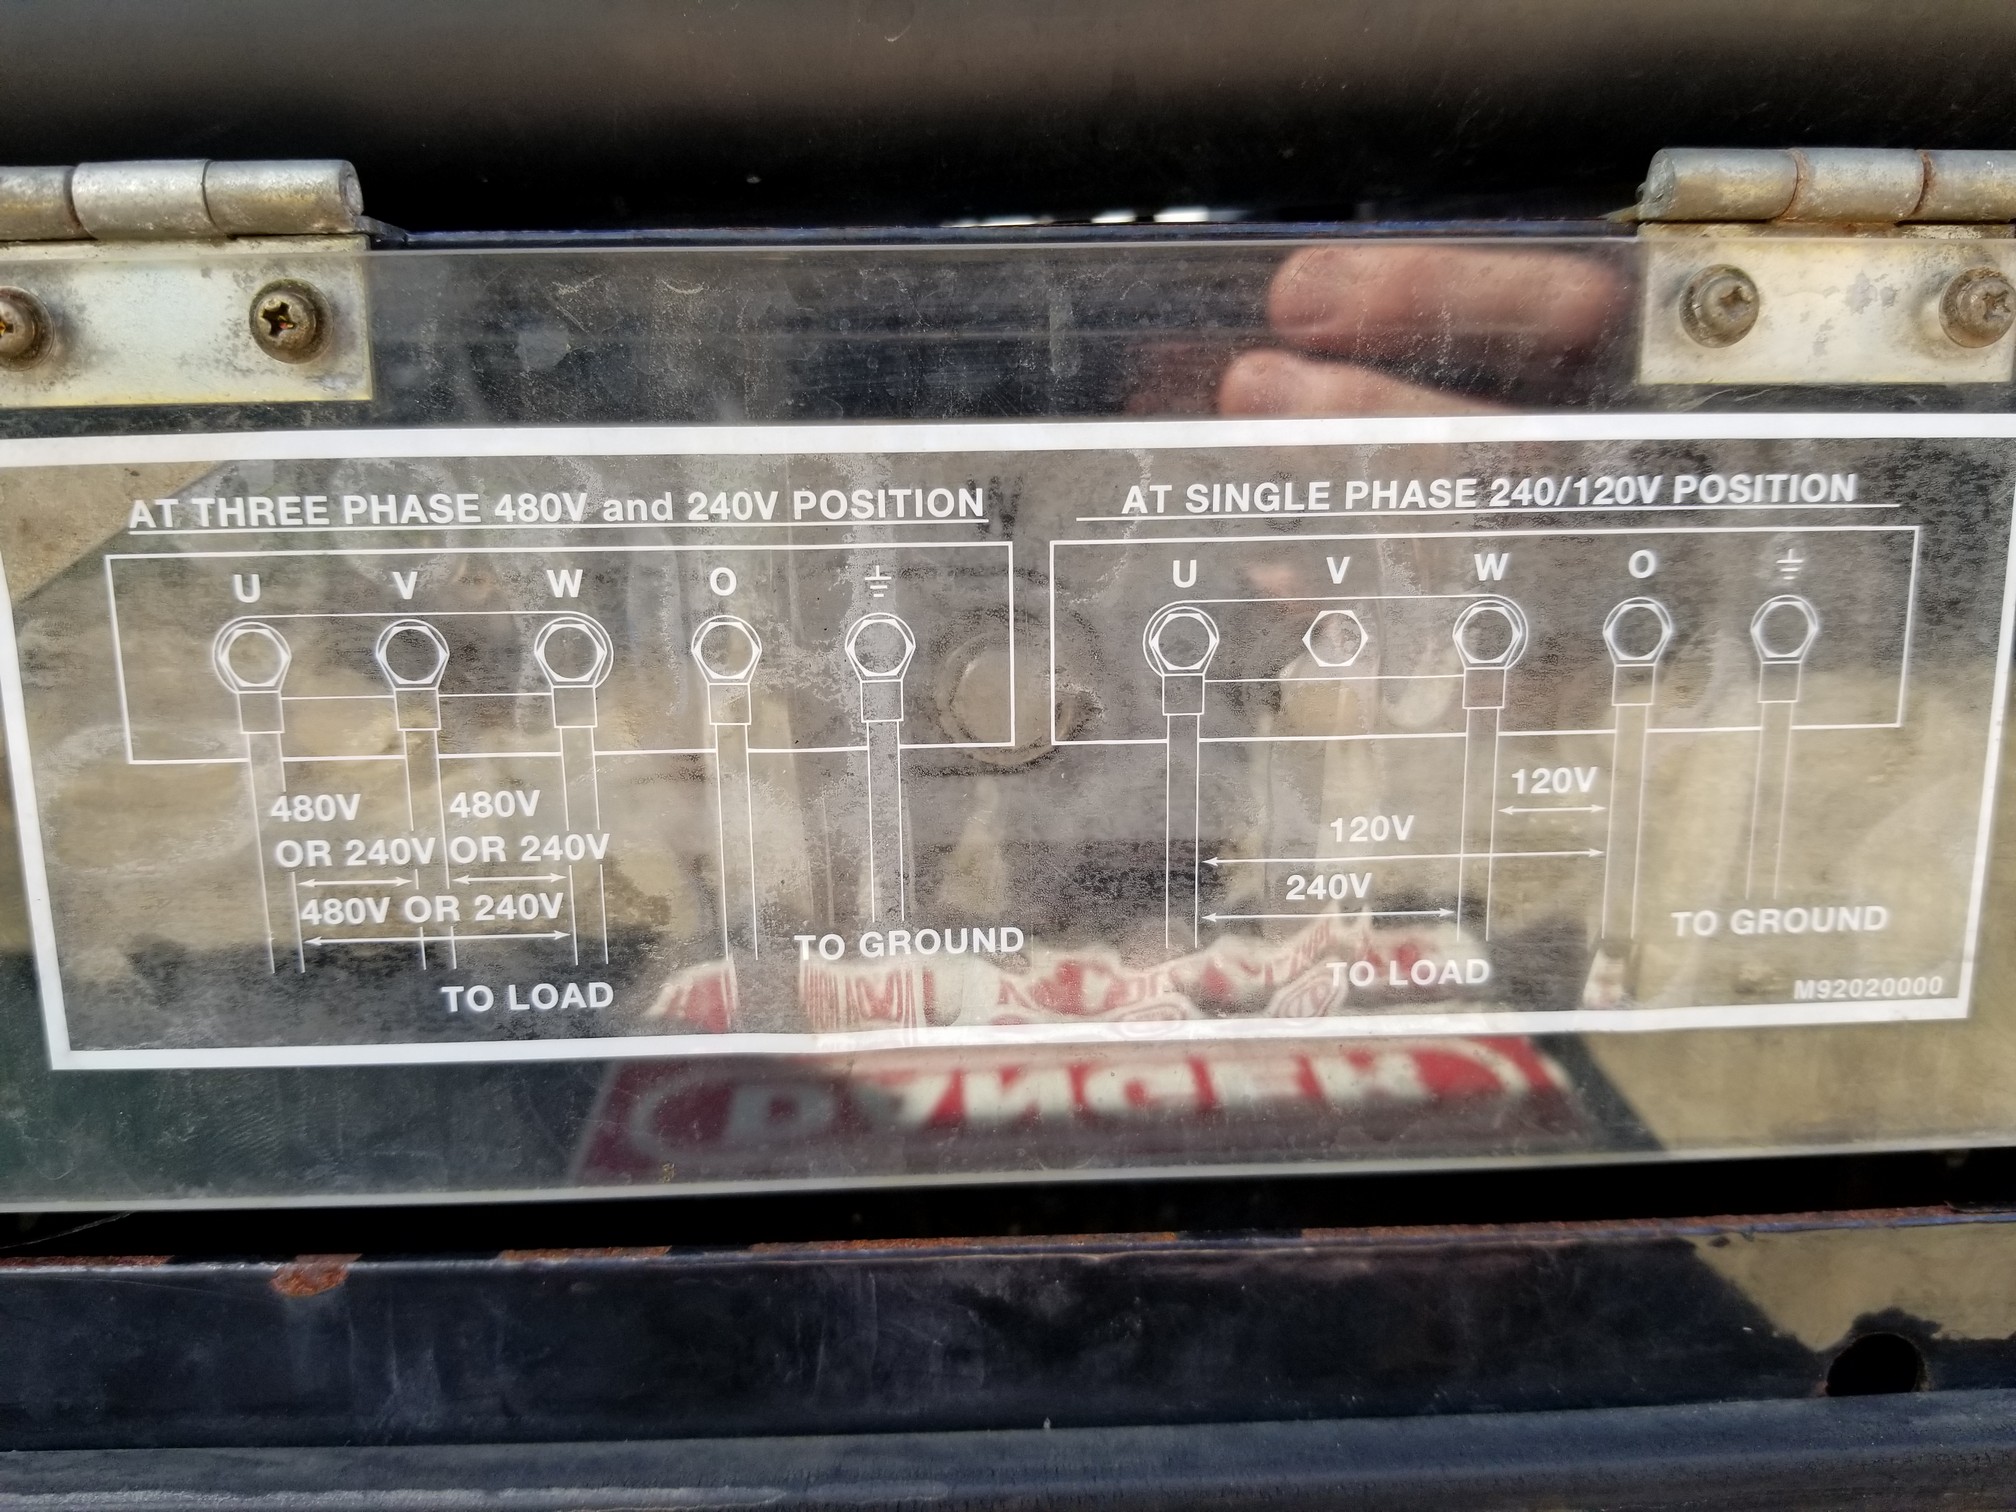 AT THREE PHASE 480V and 240V POSITION
U V W O
480V 480V
OR 240V OR 240V
480V OR 240V
TO GROUND
TO LOAD
AT SINGLE PHASE 240/120V POSITION
U V W O
120V
120V
240V
TO GROUND
TO LOAD
M92020000
DANGER